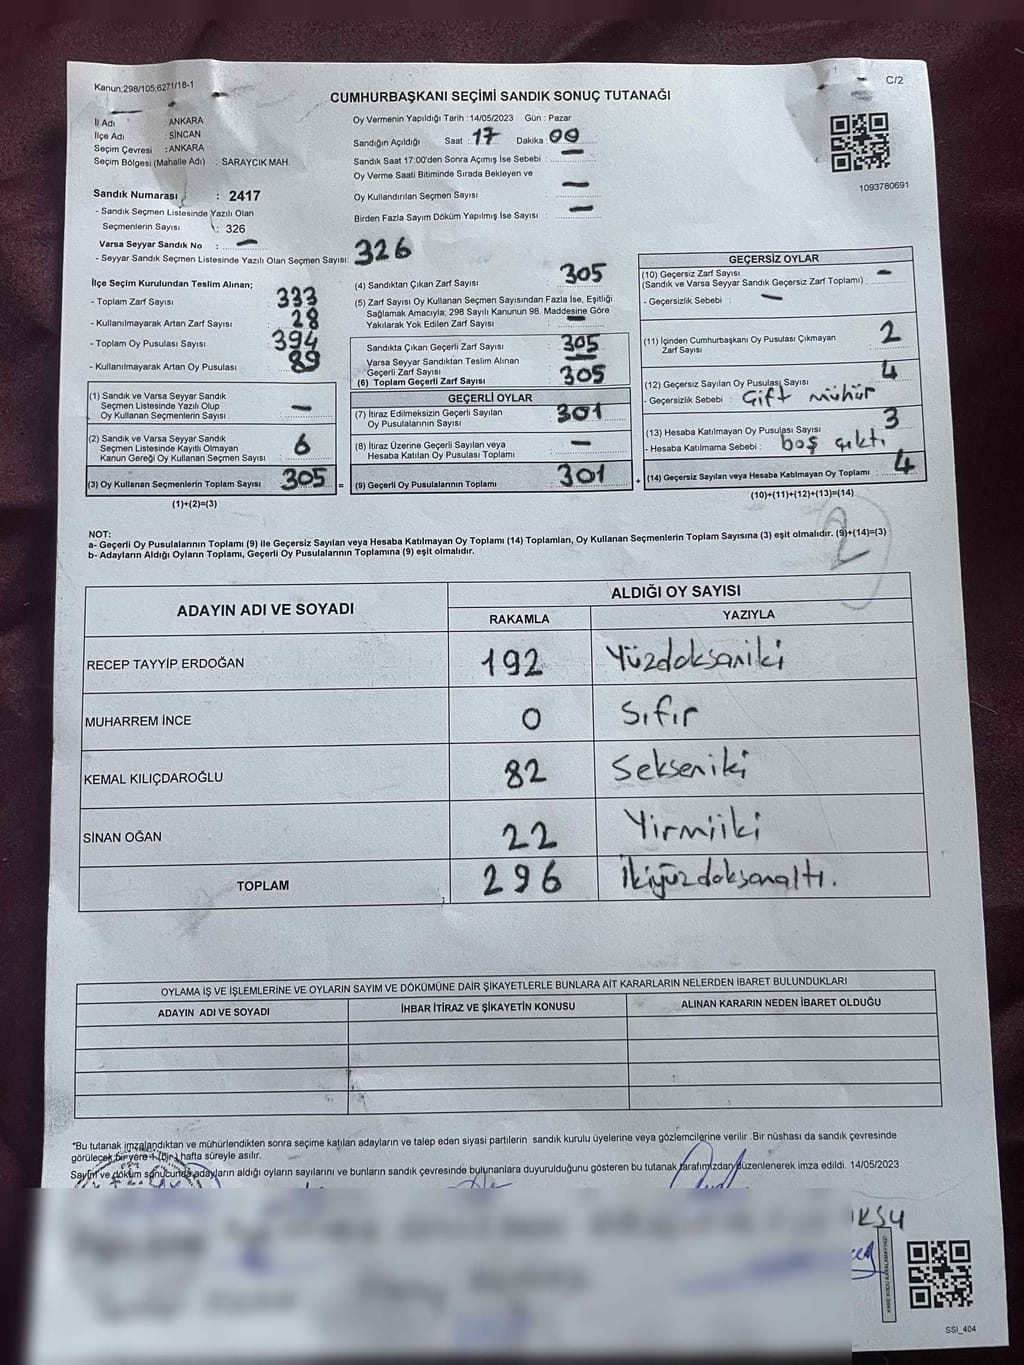 Kanun;298/105,6271/18-1
C/2
CUMHURBAŞKANI SEÇİMİ SANDIK SONUÇ TUTANAĞI
İl Adı : ANKARA
İlçe Adı : SİNCAN
Seçim Çevresi : ANKARA
Seçim Bölgesi (Mahalle Adı) : SARAYCIK MAH.
Oy Vermenin Yapıldığı Tarih :14/05/2023 Gün : Pazar
Sandığın Açıldığı Saat : 17 Dakika : 00
Sandık Saat 17:00'den Sonra Açımış İse Sebebi : —
Oy Verme Saati Bitiminde Sırada Bekleyen ve
Oy Kullandırılan Seçmen Sayısı : —
Birden Fazla Sayım Döküm Yapılmış İse Sayısı : —
1093780691
Sandık Numarası : 2417
- Sandık Seçmen Listesinde Yazılı Olan
Seçmenlerin Sayısı : 326
Varsa Seyyar Sandık No : —
- Seyyar Sandık Seçmen Listesinde Yazılı Olan Seçmen Sayısı: 326
İlçe Seçim Kurulundan Teslim Alınan;
- Toplam Zarf Sayısı : 333
- Kullanılmayarak Artan Zarf Sayısı : 28
- Toplam Oy Pusulası Sayısı : 394
- Kullanılmayarak Artan Oy Pusulası : 89
(1) Sandık ve Varsa Seyyar Sandık
Seçmen Listesinde Yazılı Olup
Oy Kullanan Seçmenlerin Sayısı : —
(2) Sandık ve Varsa Seyyar Sandık
Seçmen Listesinde Kayıtlı Olmayan
Kanun Gereği Oy Kullanan Seçmen Sayısı : 6
(3) Oy Kullanan Seçmenlerin Toplam Sayısı : 305 =
(1)+(2)=(3)
(4) Sandıktan Çıkan Zarf Sayısı : 305
(5) Zarf Sayısı Oy Kullanan Seçmen Sayısından Fazla İse, Eşitliği
Sağlamak Amacıyla; 298 Sayılı Kanunun 98. Maddesine Göre
Yakılarak Yok Edilen Zarf Sayısı : —
Sandıkta Çıkan Geçerli Zarf Sayısı : 305
Varsa Seyyar Sandıktan Teslim Alınan
Geçerli Zarf Sayısı :
(6) Toplam Geçerli Zarf Sayısı : 305
GEÇERLİ OYLAR
(7) İtiraz Edilmeksizin Geçerli Sayılan
Oy Pusulalarının Sayısı : 301
(8) İtiraz Üzerine Geçerli Sayılan veya
Hesaba Katılan Oy Pusulası Toplamı : —
(9) Geçerli Oy Pusulalarının Toplamı : 301 +
GEÇERSİZ OYLAR
(10) Geçersiz Zarf Sayısı
(Sandık ve Varsa Seyyar Sandık Geçersiz Zarf Toplamı) : —
- Geçersizlik Sebebi : —
(11) İçinden Cumhurbaşkanı Oy Pusulası Çıkmayan
Zarf Sayısı : 2
(12) Geçersiz Sayılan Oy Pusulası Sayısı : 4
- Geçersizlik Sebebi : Çift mühür
(13) Hesaba Katılmayan Oy Pusulası Sayısı : 3
- Hesaba Katılmama Sebebi : boş çıktı
(14) Geçersiz Sayılan veya Hesaba Katılmayan Oy Toplamı : 4
(10)+(11)+(12)+(13)=(14)
NOT:
a- Geçerli Oy Pusulalarının Toplamı (9) ile Geçersiz Sayılan veya Hesaba Katılmayan Oy Toplamı (14) Toplamları, Oy Kullanan Seçmenlerin Toplam Sayısına (3) eşit olmalıdır. (9)+(14)=(3)
b- Adayların Aldığı Oyların Toplamı, Geçerli Oy Pusulalarının Toplamına (9) eşit olmalıdır.
2
ADAYIN ADI VE SOYADI
ALDIĞI OY SAYISI
RAKAMLA YAZIYLA
RECEP TAYYİP ERDOĞAN 192 Yüzdoksaniki
MUHARREM İNCE 0 Sıfır
KEMAL KILIÇDAROĞLU 82 Sekseniki
SİNAN OĞAN 22 Yirmiiki
TOPLAM 296 İkiyüzdoksanaltı.
OYLAMA İŞ VE İŞLEMLERİNE VE OYLARIN SAYIM VE DÖKÜMÜNE DAİR ŞİKAYETLERLE BUNLARA AİT KARARLARIN NELERDEN İBARET BULUNDUKLARI
ADAYIN ADI VE SOYADI İHBAR İTİRAZ VE ŞİKAYETİN KONUSU ALINAN KARARIN NEDEN İBARET OLDUĞU
*Bu tutanak imzalandıktan ve mühürlendikten sonra seçime katılan adayların ve talep eden siyasi partilerin sandık kurulu üyelerine veya gözlemcilerine verilir .Bir nüshası da sandık çevresinde
görülecek bir yere 1 (bir) hafta süreyle asılır.
Sayım ve döküm sonucunda adayların aldığı oyların sayılarını ve bunların sandık çevresinde bulunanlara duyurulduğunu gösteren bu tutanak tarafımızdan düzenlenerek imza edildi. 14/05/2023
KARE KODU KARALAMAYINIZ!
SSI_404